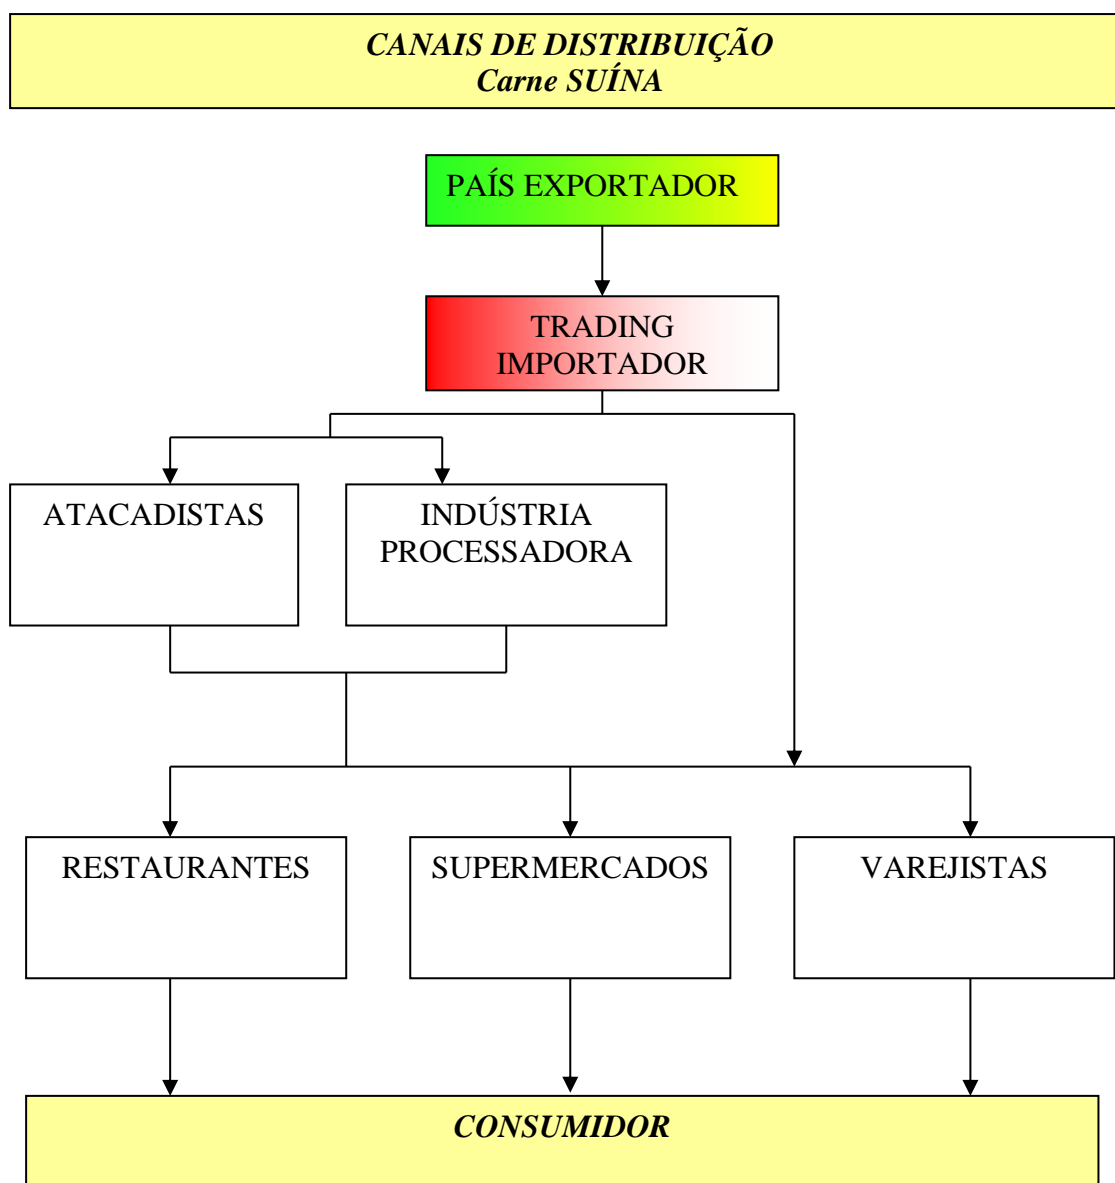 CANAIS DE DISTRIBUIÇÃO
Carne SUÍNA
PAÍS EXPORTADOR
TRADING
IMPORTADOR
ATACADISTAS
INDÚSTRIA
PROCESSADORA
RESTAURANTES
SUPERMERCADOS
VAREJISTAS
CONSUMIDOR